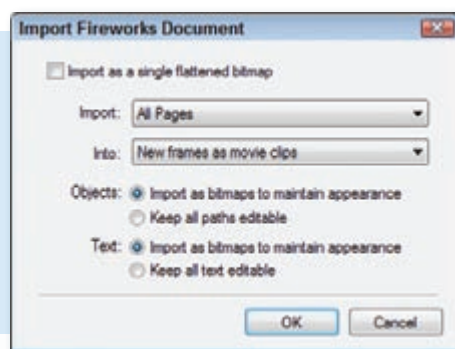 Import Fireworks Document
Import as a single flattened bitmap
Import: All Pages
Into: New frames as movie clips
Objects: Import as bitmaps to maintain appearance
Keep all paths editable
Text: Import as bitmaps to maintain appearance
Keep all text editable
OK Cancel